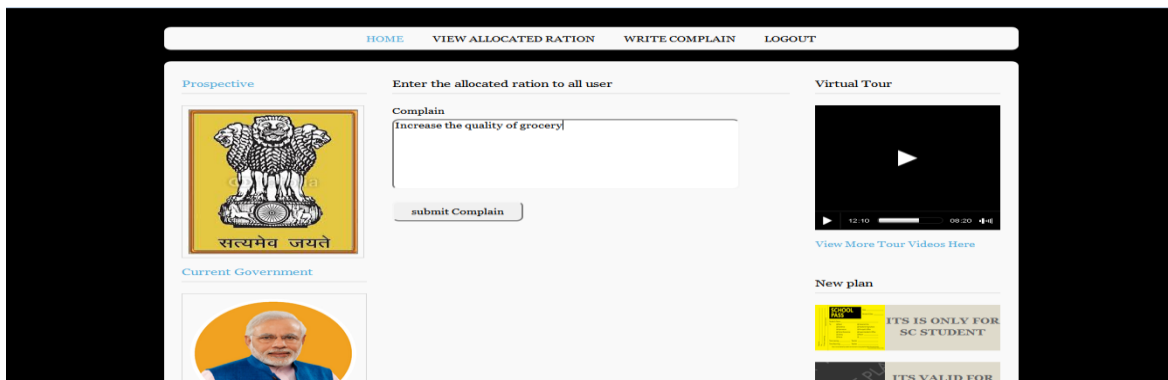 HOME VIEW ALLOCATED RATION WRITE COMPLAIN LOGOUT
Prospective
सत्यमेव जयते
Current Government
Enter the allocated ration to all user
Complain
Increase the quality of grocery
submit Complain
Virtual Tour
12:10 08:20
View More Tour Videos Here
New plan
SCHOOL
PASS
ITS IS ONLY FOR
SC STUDENT
ITS VALID FOR